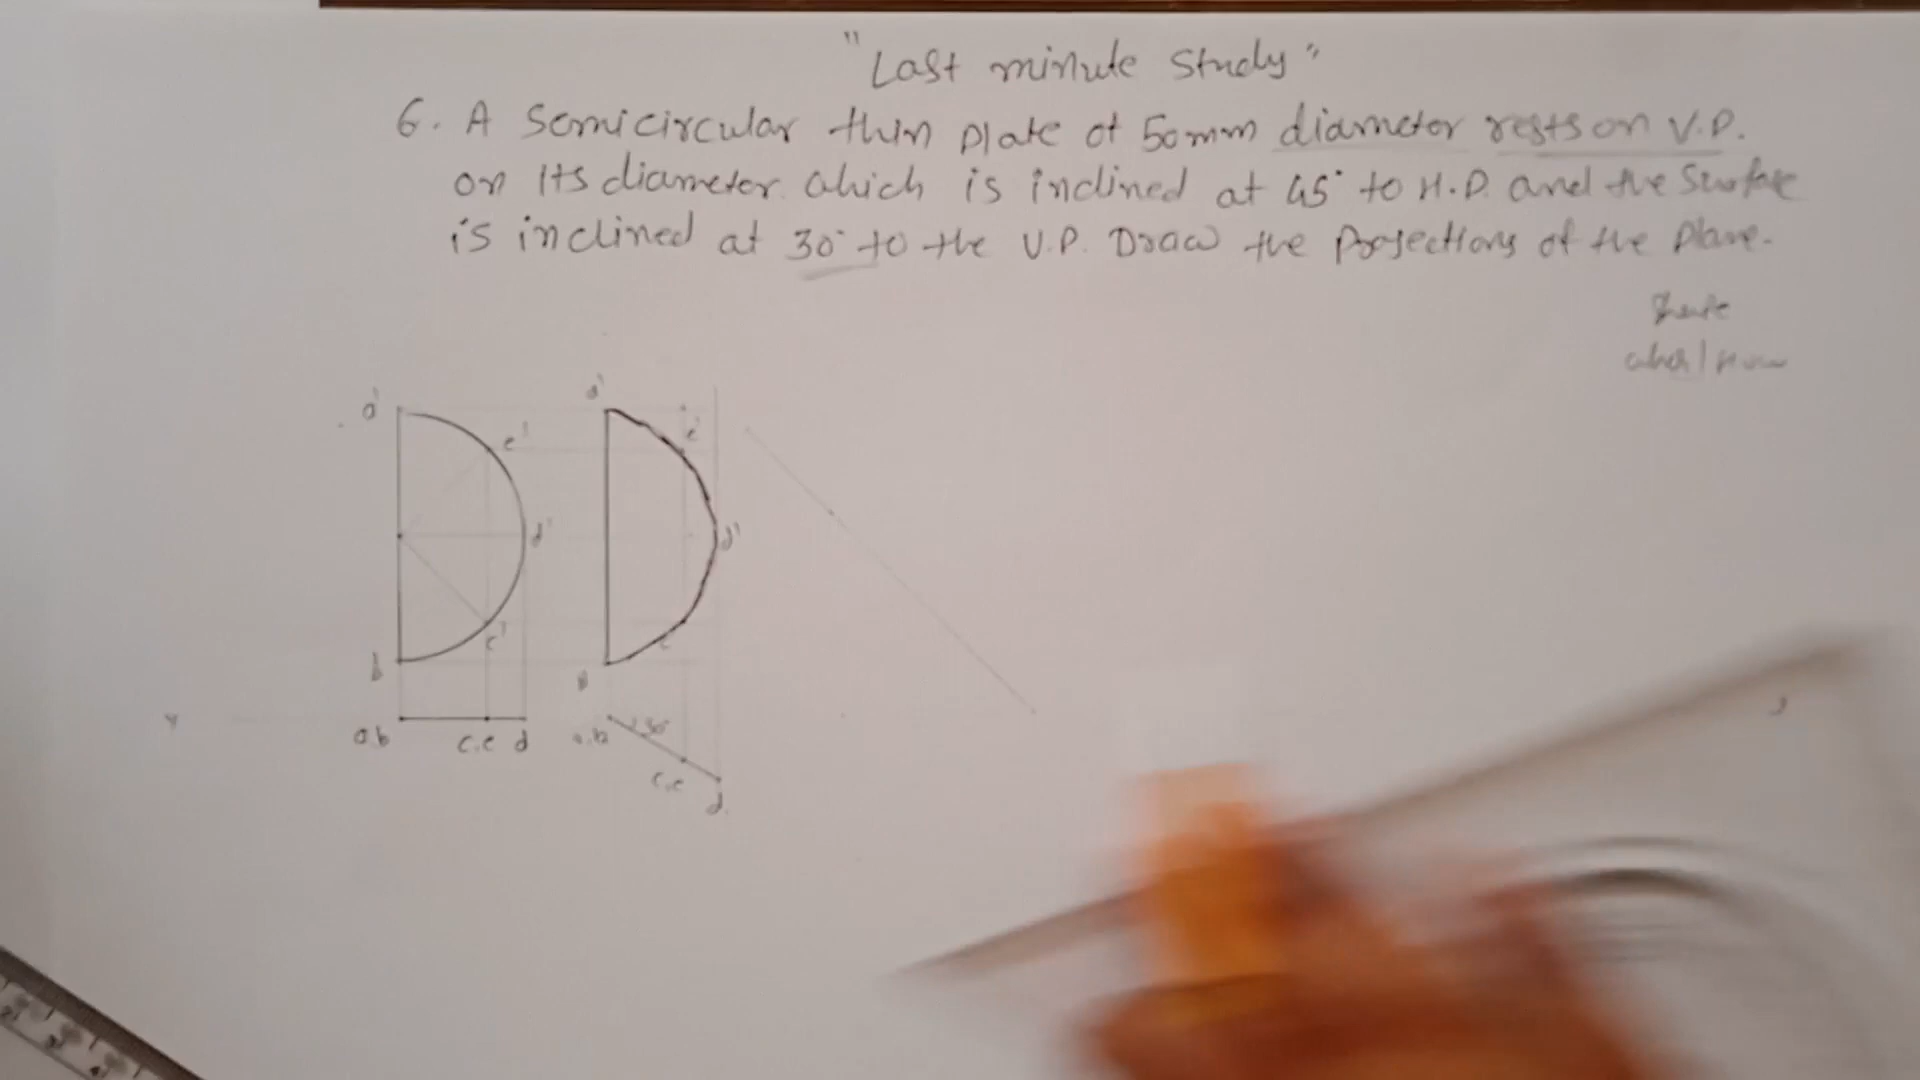 "Last minute Study"
6. A Semicircular thin plate of 50mm diameter rests on V.P.
on its diameter which is inclined at 45° to H.P. and the Surface
is inclined at 30° to the V.P. Draw the Projections of the Plane.
a' e' d' c' b'
a' e' d' c'
a.b c.e d
a.b 30° c.e d